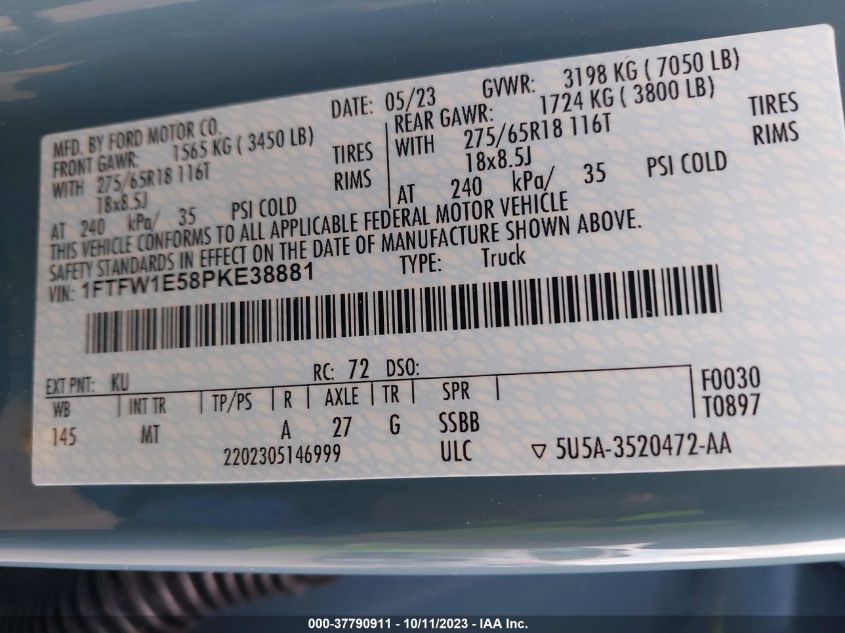 MFD. BY FORD MOTOR CO. DATE: 05/23 GVWR: 3198 KG ( 7050 LB)
FRONT GAWR: 1565 KG ( 3450 LB) REAR GAWR: 1724 KG ( 3800 LB)
WITH 275/65R18 116T TIRES WITH 275/65R18 116T TIRES
18x8.5J RIMS 18x8.5J RIMS
AT 240 kPa/ 35 PSI COLD AT 240 kPa/ 35 PSI COLD
THIS VEHICLE CONFORMS TO ALL APPLICABLE FEDERAL MOTOR VEHICLE
SAFETY STANDARDS IN EFFECT ON THE DATE OF MANUFACTURE SHOWN ABOVE.
VIN: 1FTFW1E58PKE38881 TYPE: Truck
EXT PNT: KU RC: 72 DSO:
WB INT TR TP/PS R AXLE TR SPR F0030
145 MT A 27 G SSBB T0897
2202305146999 ULC ▽ 5U5A-3520472-AA
000-37790911 - 10/11/2023 - IAA Inc.